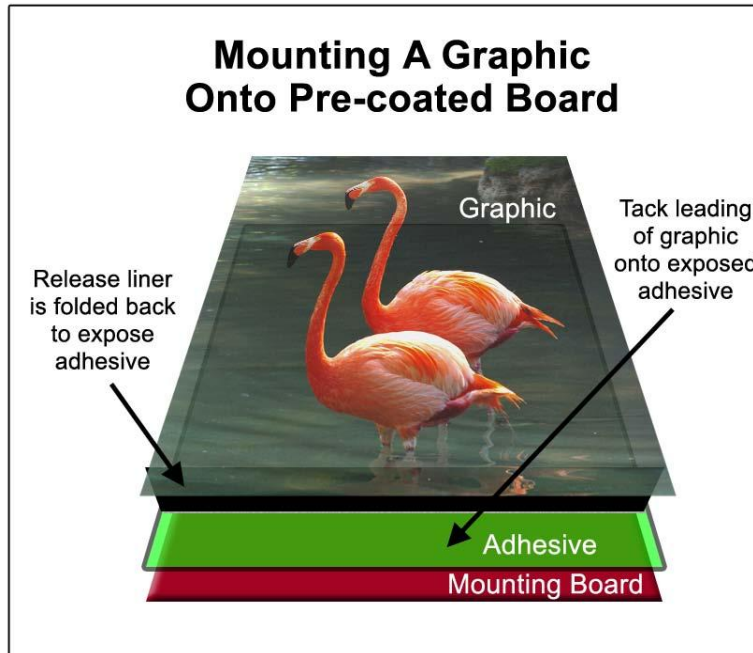 Mounting A Graphic
Onto Pre-coated Board
Graphic
Tack leading
of graphic
onto exposed
adhesive
Release liner
is folded back
to expose
adhesive
Adhesive
Mounting Board